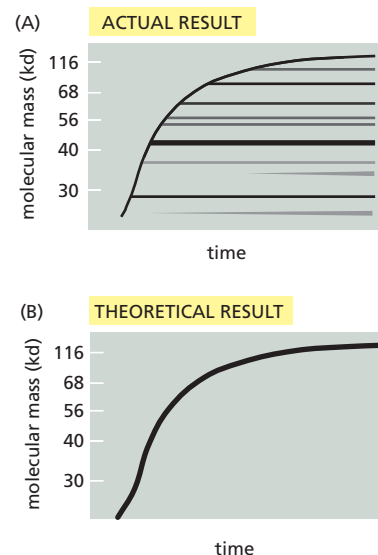 (A) ACTUAL RESULT
molecular mass (kd)
116
68
56
40
30
time
(B) THEORETICAL RESULT
molecular mass (kd)
116
68
56
40
30
time